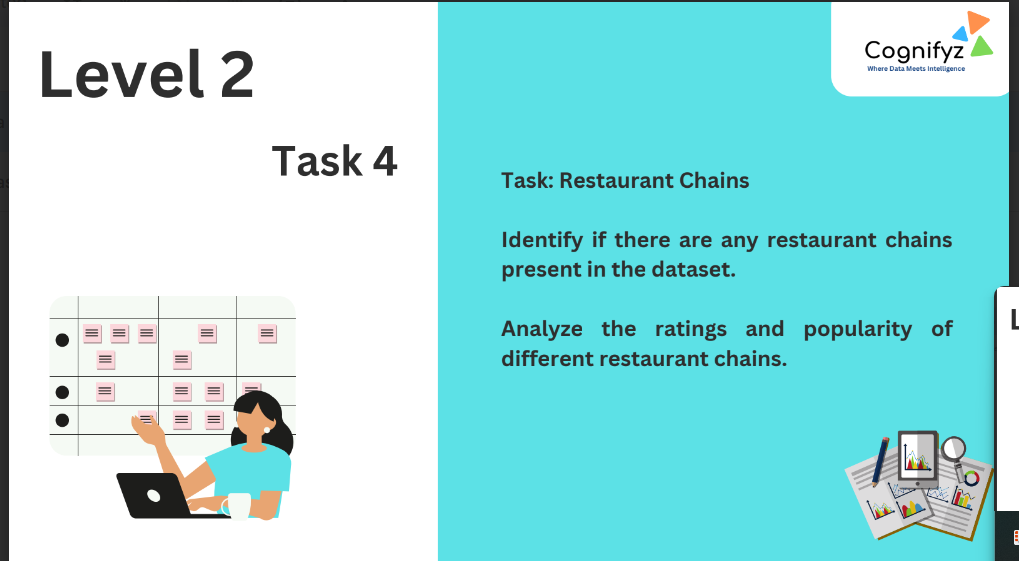 Level 2
Task 4
Cognifyz
Where Data Meets Intelligence
Task: Restaurant Chains
Identify if there are any restaurant chains
present in the dataset.
Analyze the ratings and popularity of
different restaurant chains.